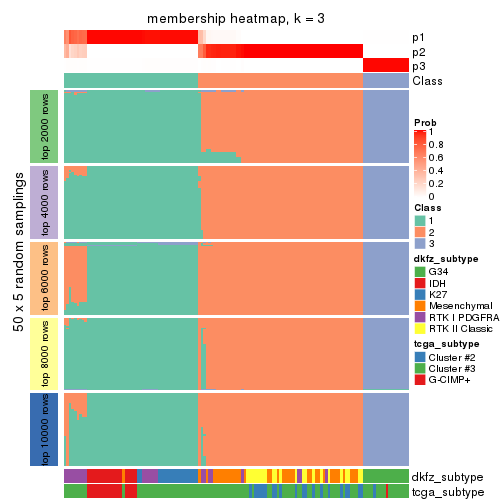 membership heatmap, k = 3
p1
p2
p3
Class
50 x 5 random samplings
top 2000 rows
top 4000 rows
top 6000 rows
top 8000 rows
top 10000 rows
dkfz_subtype
tcga_subtype
Prob
1
0.8
0.6
0.4
0.2
0
Class
1
2
3
dkfz_subtype
G34
IDH
K27
Mesenchymal
RTK I PDGFRA
RTK II Classic
tcga_subtype
Cluster #2
Cluster #3
G-CIMP+